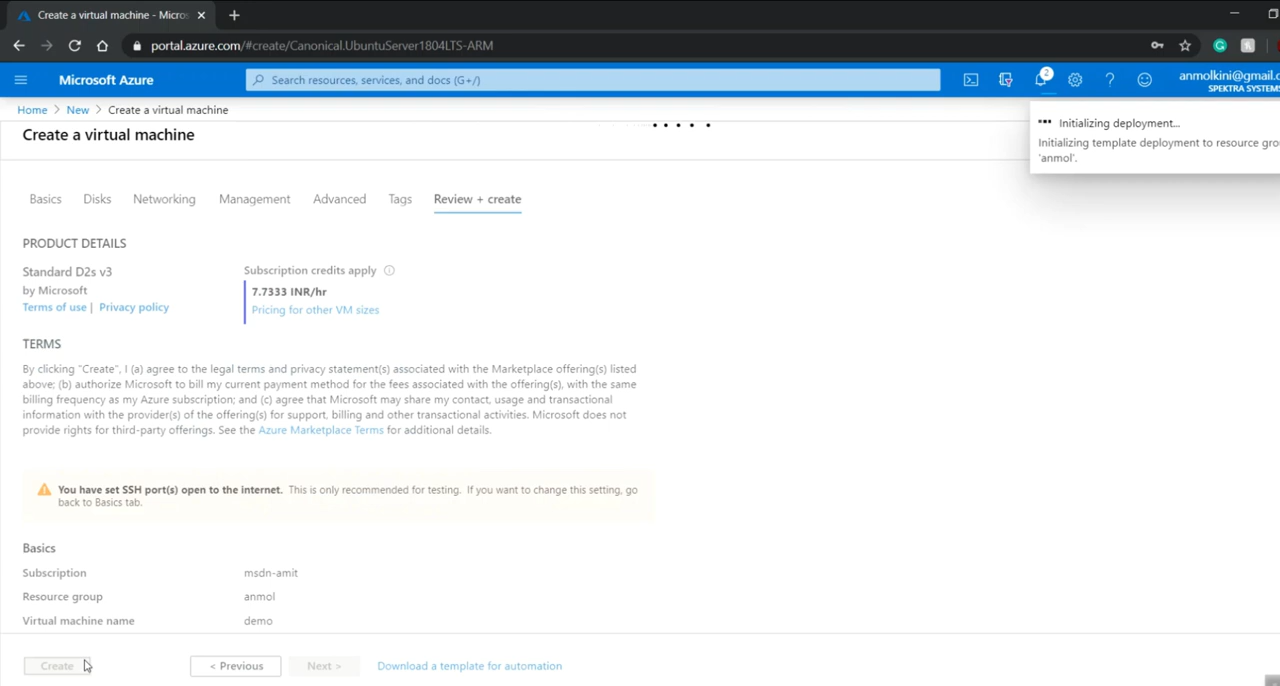 Create a virtual machine - Micros
portal.azure.com/#create/Canonical.UbuntuServer1804LTS-ARM
Microsoft Azure
Search resources, services, and docs (G+/)
2
anmolkini@gmail.c
SPEKTRA SYSTEMS
Home > New > Create a virtual machine
Create a virtual machine
Initializing deployment...
Initializing template deployment to resource gro
'anmol'.
Basics Disks Networking Management Advanced Tags Review + create
PRODUCT DETAILS
Standard D2s v3
by Microsoft
Terms of use | Privacy policy
Subscription credits apply
7.7333 INR/hr
Pricing for other VM sizes
TERMS
By clicking "Create", I (a) agree to the legal terms and privacy statement(s) associated with the Marketplace offering(s) listed
above; (b) authorize Microsoft to bill my current payment method for the fees associated with the offering(s), with the same
billing frequency as my Azure subscription; and (c) agree that Microsoft may share my contact, usage and transactional
information with the provider(s) of the offering(s) for support, billing and other transactional activities. Microsoft does not
provide rights for third-party offerings. See the Azure Marketplace Terms for additional details.
You have set SSH port(s) open to the internet. This is only recommended for testing. If you want to change this setting, go
back to Basics tab.
Basics
Subscription msdn-amit
Resource group anmol
Virtual machine name demo
Create < Previous Next > Download a template for automation